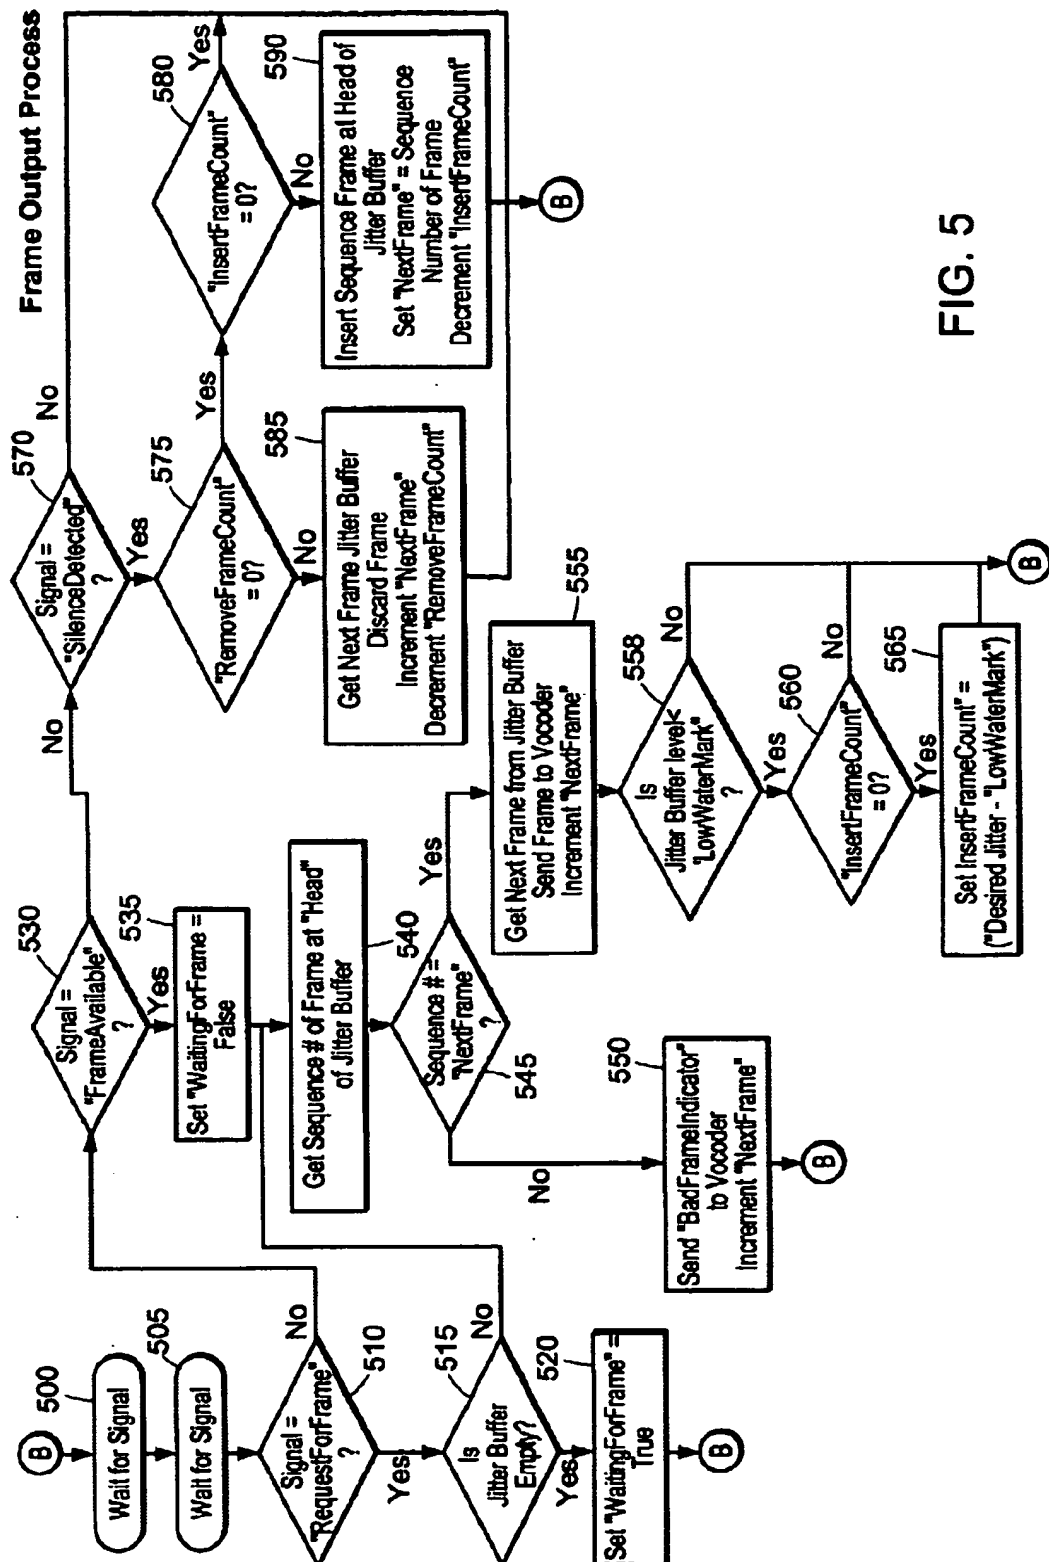 Frame Output Process
B
500
Wait for Signal
505
Wait for Signal
Signal =
"RequestForFrame"
?
510
No
Yes
515
Is
Jitter Buffer
Empty?
No
Yes
520
Set "WaitingForFrame" =
True
B
530
Signal =
"FrameAvailable"
?
No
Yes
535
Set "WaitingForFrame =
False
540
Get Sequence # of Frame at "Head"
of Jitter Buffer
Sequence # =
"NextFrame"
?
545
Yes
No
550
Send "BadFrameIndicator"
to Vocoder
Increment "NextFrame"
B
555
Get Next Frame from Jitter Buffer
Send Frame to Vocoder
Increment "NextFrame"
558
Is
Jitter Buffer level<
"LowWaterMark"
?
No
Yes
560
"InsertFrameCount"
= 0?
No
Yes
565
Set InsertFrameCount" =
("Desired Jitter - "LowWaterMark")
B
570
Signal =
"SilenceDetected"
?
No
Yes
575
"RemoveFrameCount"
= 0?
Yes
No
585
Get Next Frame Jitter Buffer
Discard Frame
Increment "NextFrame"
Decrement "RemoveFrameCount"
580
"InsertFrameCount"
= 0?
Yes
No
590
Insert Sequence Frame at Head of
Jitter Buffer
Set "NextFrame" = Sequence
Number of Frame
Decrement "InsertFrameCount"
B
FIG. 5